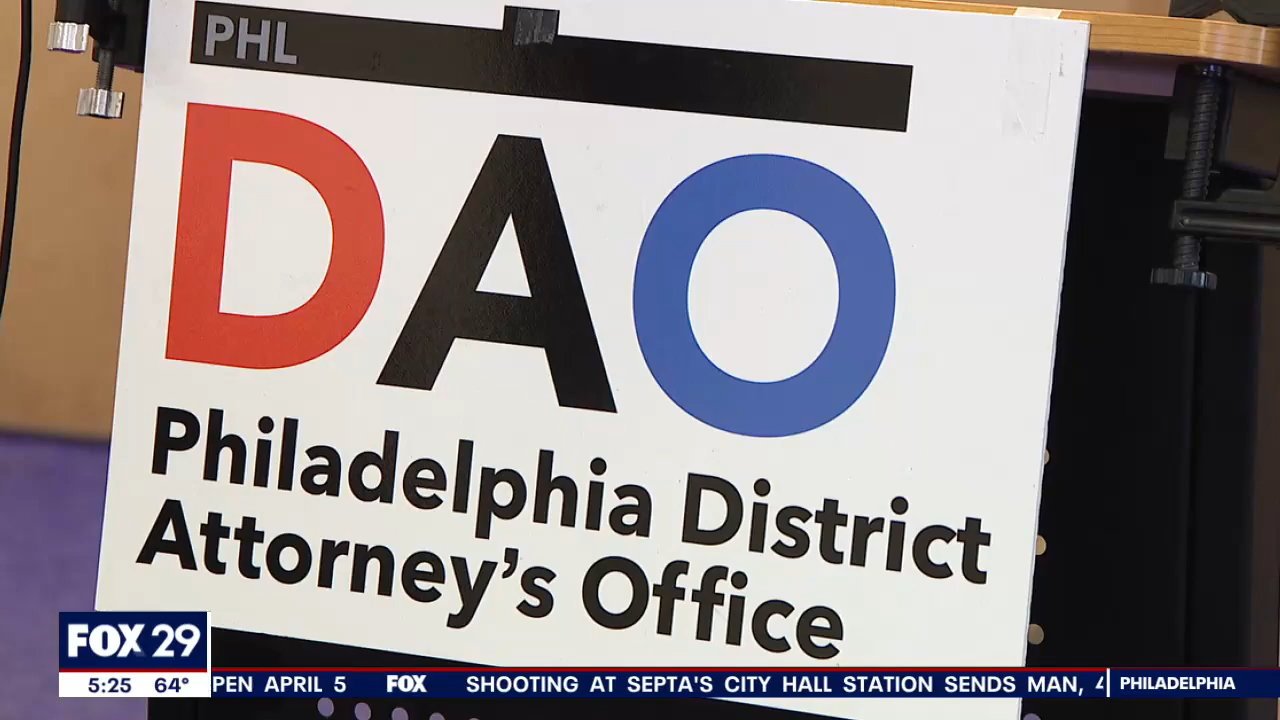 PHL
DAO
Philadelphia District
Attorney's Office
FOX 29
5:25 64°
PEN APRIL 5 FOX SHOOTING AT SEPTA'S CITY HALL STATION SENDS MAN,
PHILADELPHIA